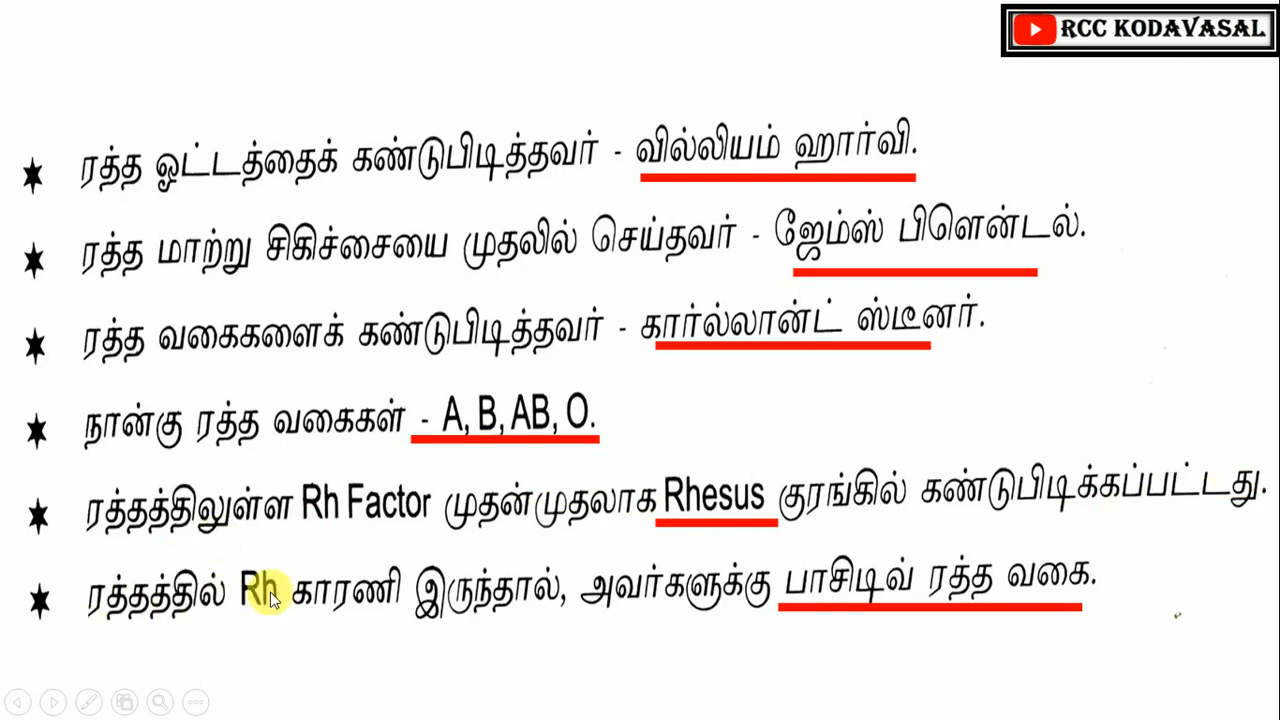 RCC KODAVASAL
ரத்த ஓட்டத்தைக் கண்டுபிடித்தவர் - வில்லியம் ஹார்வி.
ரத்த மாற்று சிகிச்சையை முதலில் செய்தவர் - ஜேம்ஸ் பிளென்டல்.
ரத்த வகைகளைக் கண்டுபிடித்தவர் - கார்ல்லான்ட் ஸ்டீனர்.
நான்கு ரத்த வகைகள் - A, B, AB, O.
ரத்தத்திலுள்ள Rh Factor முதன்முதலாக Rhesus குரங்கில் கண்டுபிடிக்கப்பட்டது.
ரத்தத்தில் Rh காரணி இருந்தால், அவர்களுக்கு பாசிடிவ் ரத்த வகை.